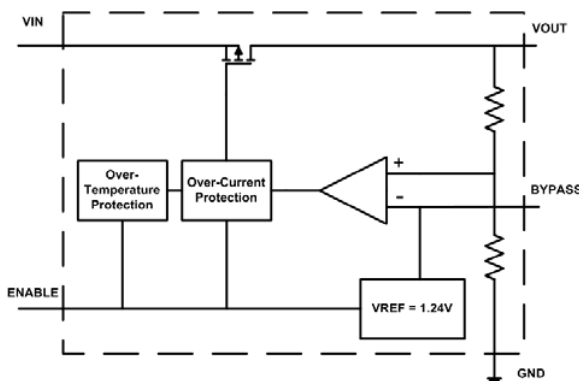 VIN
VOUT
Over-
Temperature
Protection
Over-Current
Protection
+
-
BYPASS
ENABLE
VREF = 1.24V
GND